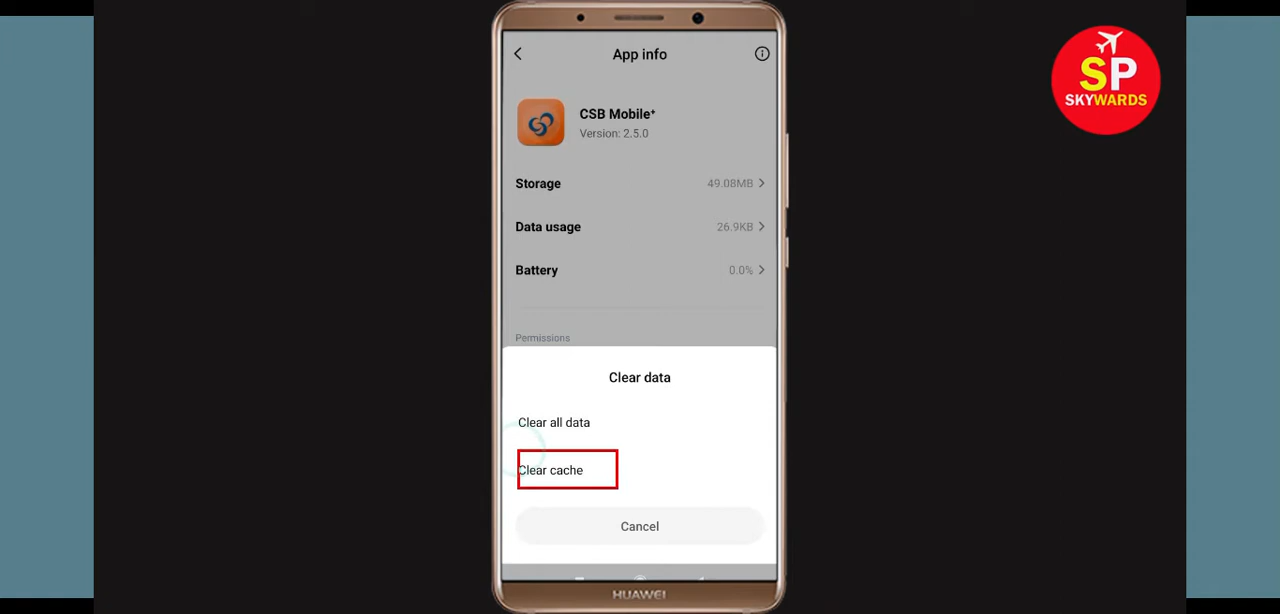 App info
CSB Mobile⁺
Version: 2.5.0
Storage 49.08MB
Data usage 26.9KB
Battery 0.0%
Permissions
Clear data
Clear all data
Clear cache
Cancel
HUAWEI
SP
SKYWARDS